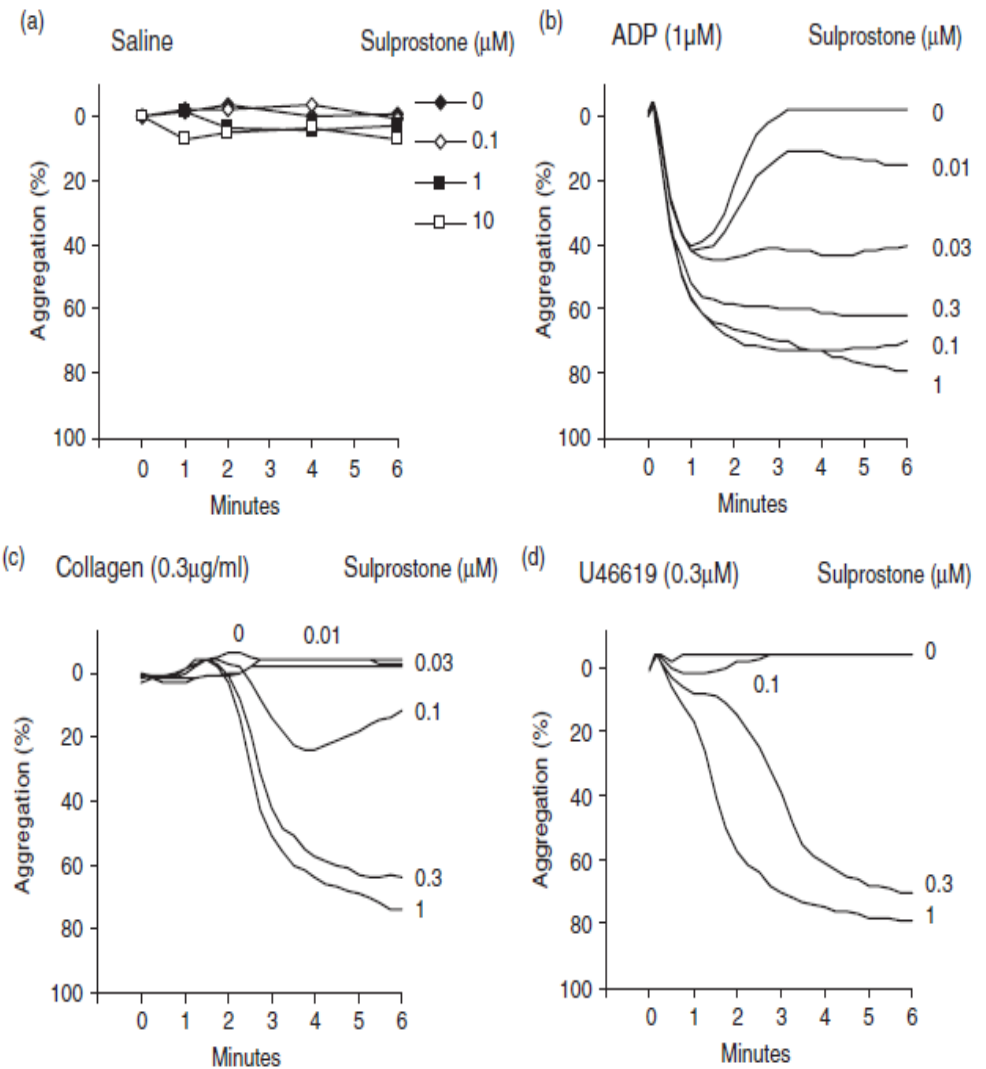 (a)
Saline
Sulprostone (μM)
0
0.1
1
10
Aggregation (%)
0
20
40
60
80
100
0 1 2 3 4 5 6
Minutes
(b)
ADP (1μM)
Sulprostone (μM)
0
0.01
0.03
0.3
0.1
1
Aggregation (%)
0
20
40
60
80
100
0 1 2 3 4 5 6
Minutes
(c)
Collagen (0.3μg/ml)
Sulprostone (μM)
0 0.01
0.03
0.1
0.3
1
Aggregation (%)
0
20
40
60
80
100
0 1 2 3 4 5 6
Minutes
(d)
U46619 (0.3μM)
Sulprostone (μM)
0
0.1
0.3
1
Aggregation (%)
0
20
40
60
80
100
0 1 2 3 4 5 6
Minutes